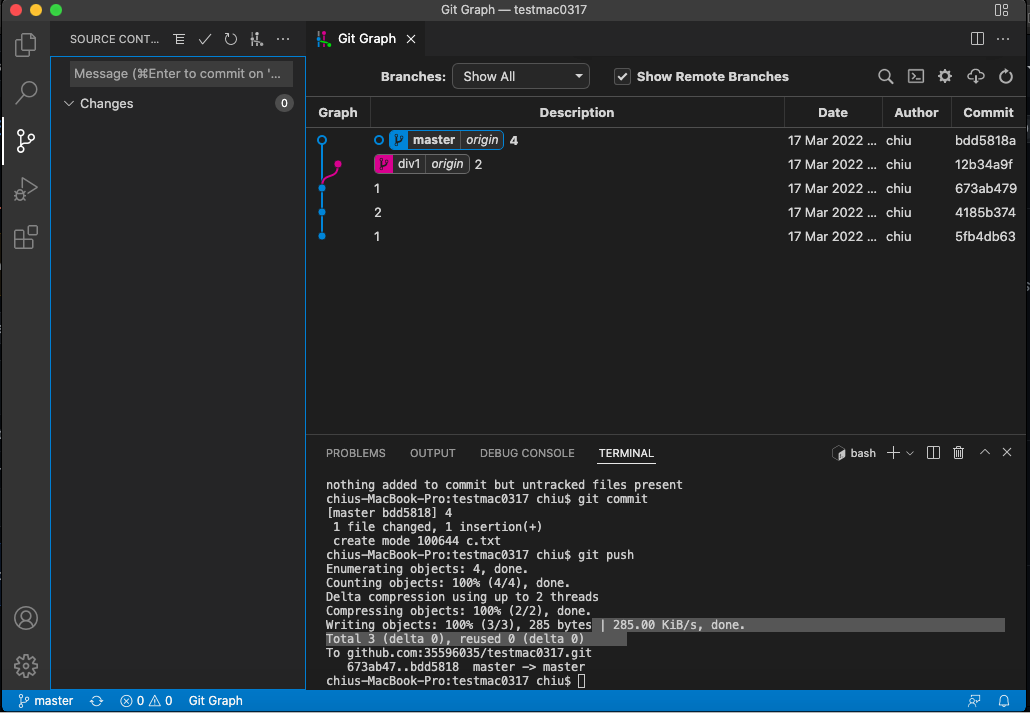 Git Graph — testmac0317
SOURCE CONT...
Git Graph
Message (⌘Enter to commit on '...
Changes 0
Branches: Show All Show Remote Branches
Graph Description Date Author Commit
master origin 4 17 Mar 2022 ... chiu bdd5818a
div1 origin 2 17 Mar 2022 ... chiu 12b34a9f
1 17 Mar 2022 ... chiu 673ab479
2 17 Mar 2022 ... chiu 4185b374
1 17 Mar 2022 ... chiu 5fb4db63
PROBLEMS OUTPUT DEBUG CONSOLE TERMINAL bash
nothing added to commit but untracked files present
chius-MacBook-Pro:testmac0317 chiu$ git commit
[master bdd5818] 4
1 file changed, 1 insertion(+)
create mode 100644 c.txt
chius-MacBook-Pro:testmac0317 chiu$ git push
Enumerating objects: 4, done.
Counting objects: 100% (4/4), done.
Delta compression using up to 2 threads
Compressing objects: 100% (2/2), done.
Writing objects: 100% (3/3), 285 bytes | 285.00 KiB/s, done.
Total 3 (delta 0), reused 0 (delta 0)
To github.com:35596035/testmac0317.git
673ab47..bdd5818 master -> master
chius-MacBook-Pro:testmac0317 chiu$
master 0 0 Git Graph